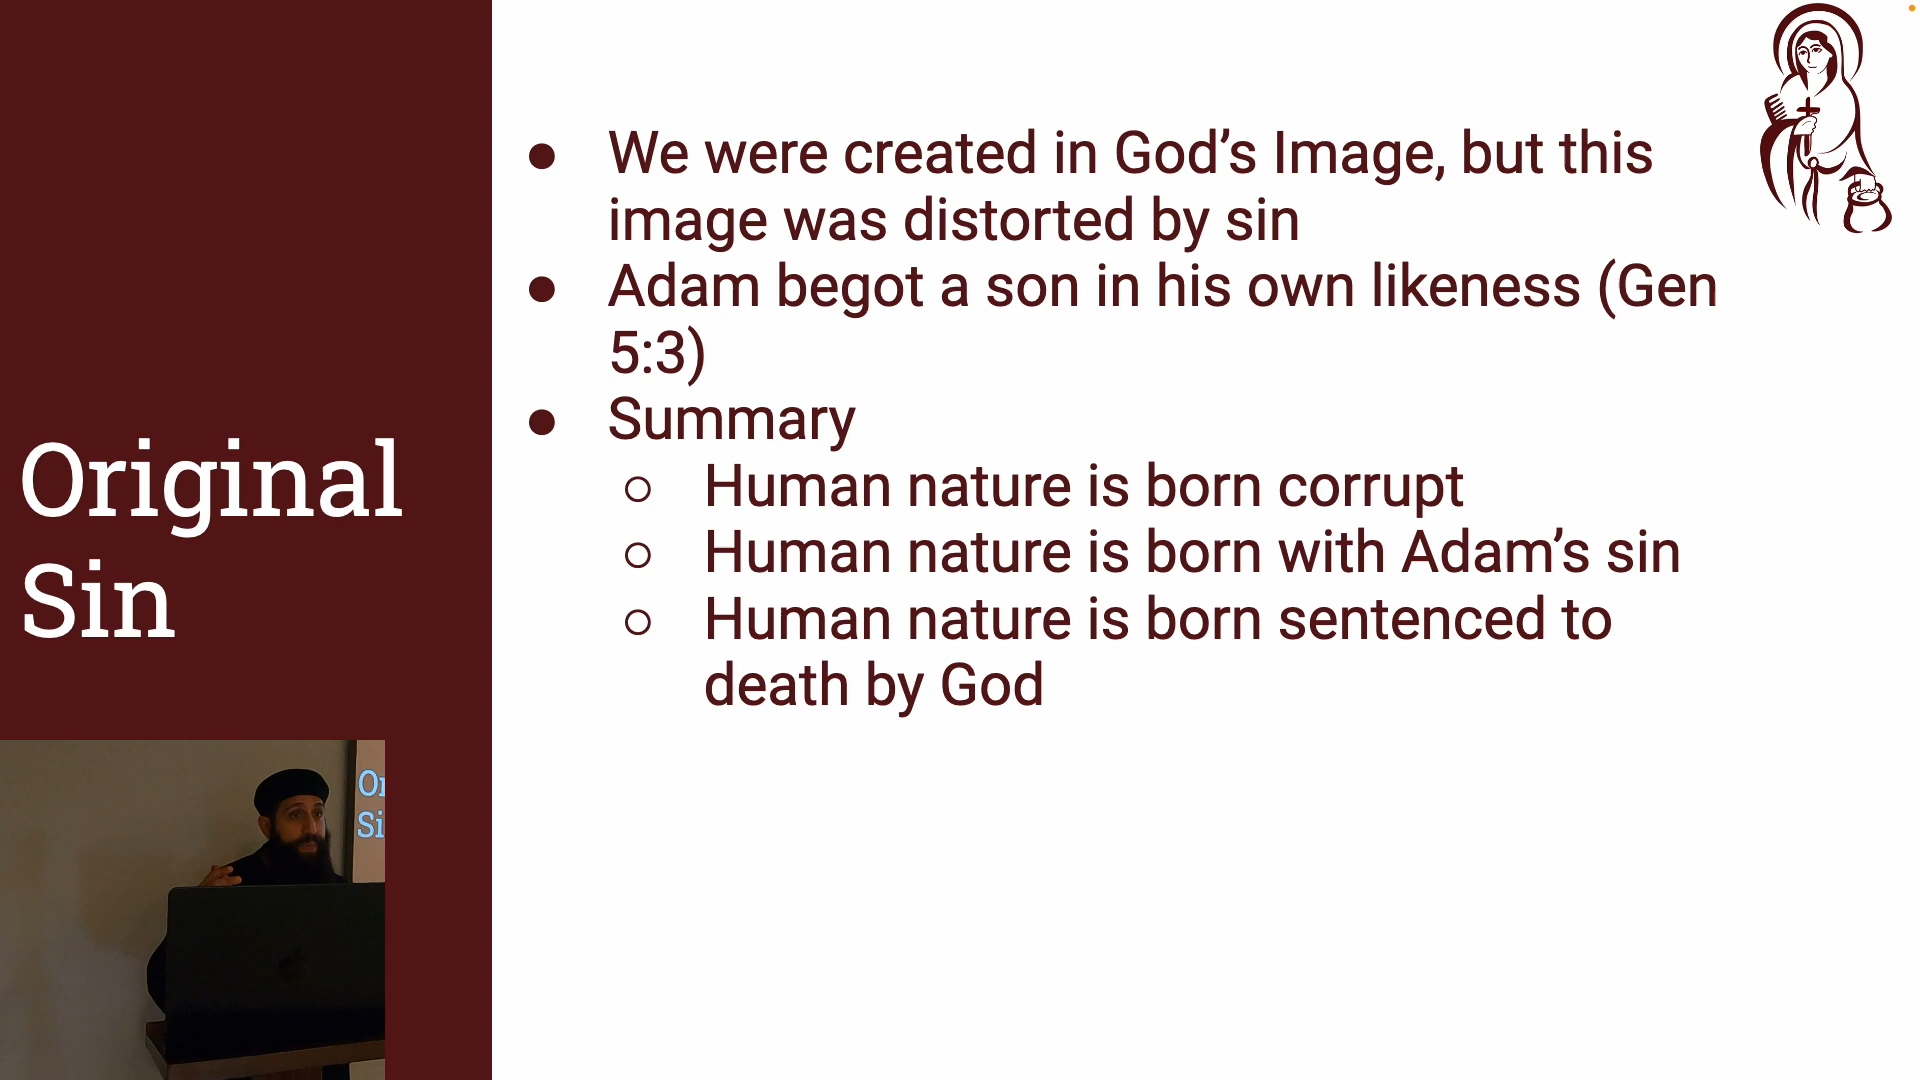 Original
Sin
● We were created in God’s Image, but this
image was distorted by sin
● Adam begot a son in his own likeness (Gen
5:3)
● Summary
○ Human nature is born corrupt
○ Human nature is born with Adam’s sin
○ Human nature is born sentenced to
death by God